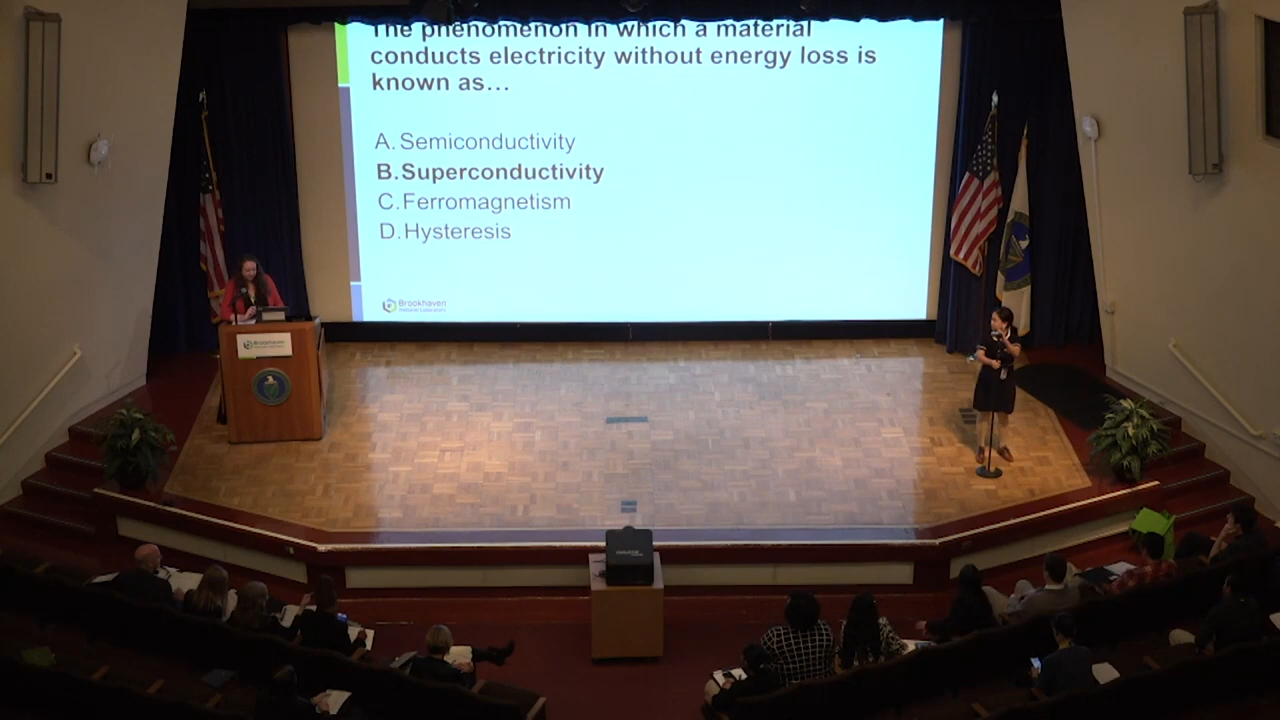 The phenomenon in which a material
conducts electricity without energy loss is
known as...
A. Semiconductivity
B. Superconductivity
C. Ferromagnetism
D. Hysteresis
Brookhaven
National Laboratory
Brookhaven